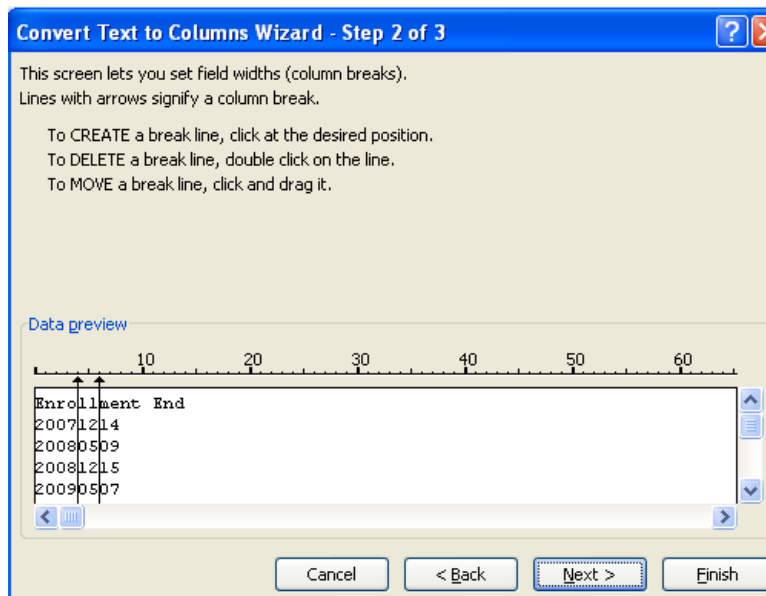 Convert Text to Columns Wizard - Step 2 of 3
This screen lets you set field widths (column breaks).
Lines with arrows signify a column break.
To CREATE a break line, click at the desired position.
To DELETE a break line, double click on the line.
To MOVE a break line, click and drag it.
Data preview
10 20 30 40 50 60
Enrollment End
20071214
20080509
20081215
20090507
Cancel < Back Next > Finish